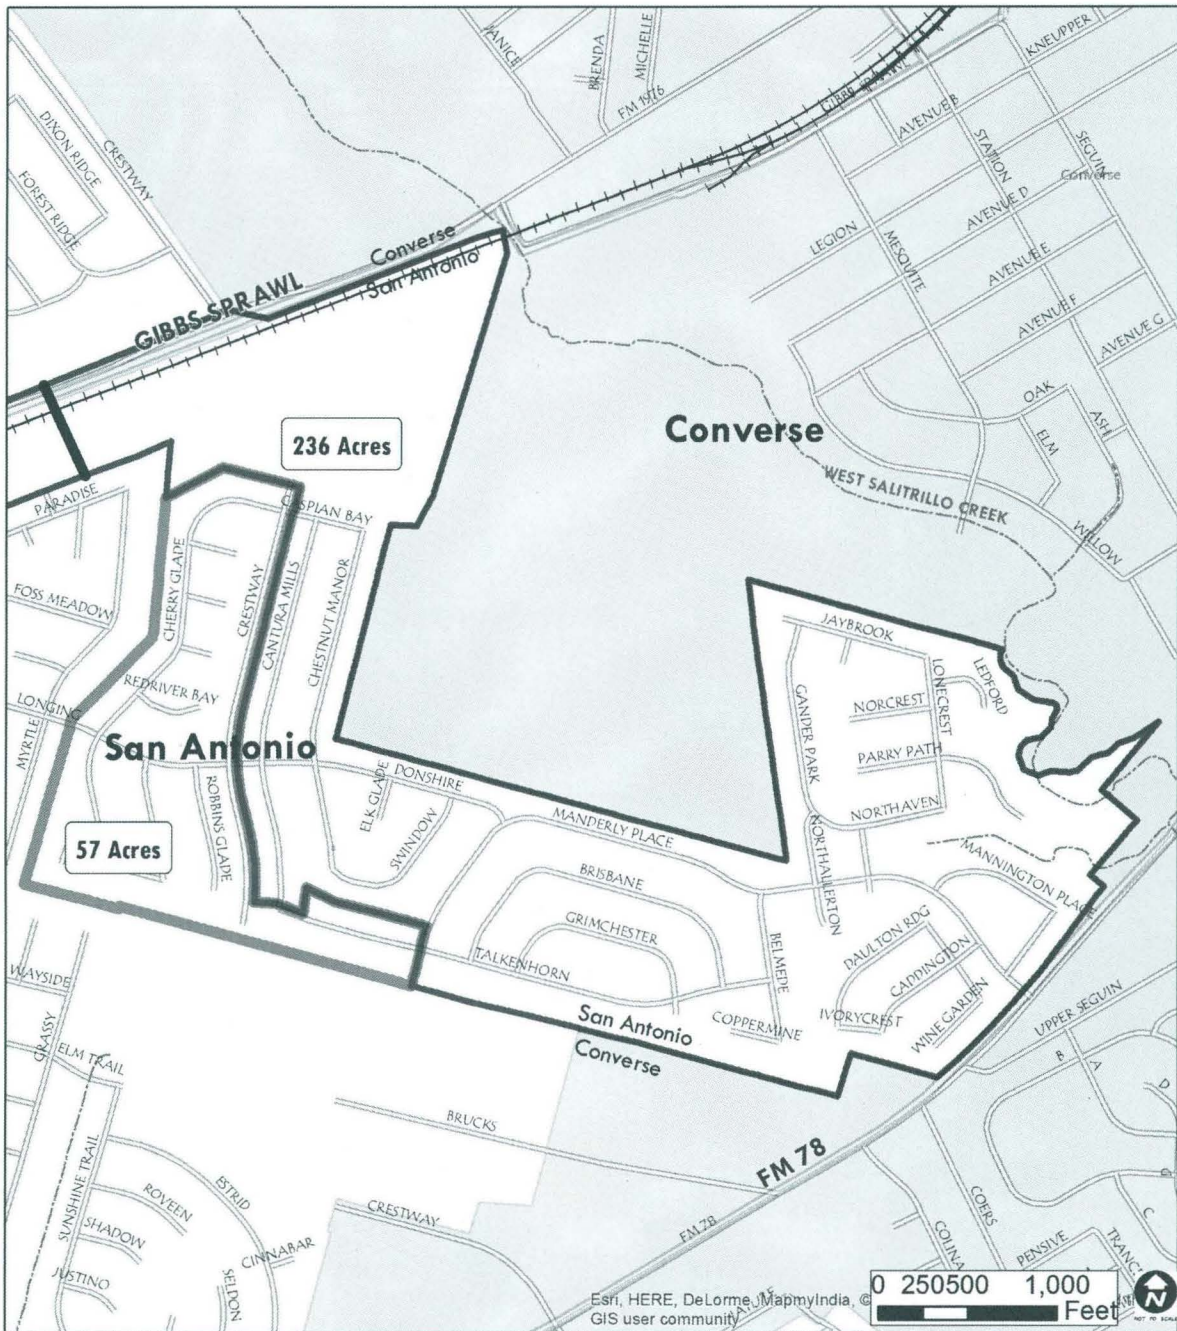 JANICE
BRENDA
MICHELLE
FM 1976
KNEUPPER
AVENUE B
STATION
SEGUIN
Converse
DIXON RIDGE
CRESTWAY
FOREST RIDGE
AVENUE D
LEGION
MESQUITE
AVENUE E
Converse
San Antonio
GIBBS-SPRAWL
AVENUE F
AVENUE G
236 Acres
Converse
OAK
ASH
ELM
WEST SALITRILLO CREEK
WILLOW
PARADISE
CASPIAN BAY
FOSS MEADOW
CHERRY GLADE
CRESTWAY
CANTURA MILLS
CHESTNUT MANOR
JAYBROOK
LONECREST
LEDFORD
GANDER PARK
NORCREST
PARRY PATH
REDRIVER BAY
LONGING
MYRTLE
San Antonio
ROBBINS GLADE
DONSHIRE
ELK GLADE
SWINDOW
MANDERLY PLACE
NORTHAVEN
NORTHALLERTON
MANNINGTON PLACE
57 Acres
BRISBANE
GRIMCHESTER
BELMEDE
DAULTON RDG
CADDINGTON
TALKENHORN
IVORYCREST
WINE GARDEN
COPPERMINE
San Antonio
Converse
UPPER SEGUIN
WAYSIDE
GRASSY
ELM TRAIL
B
A
D
BRUCKS
FM 78
SUNSHINE TRAIL
ESTRID
ROVEEN
SHADOW
CINNABAR
JUSTINO
SELDON
CRESTWAY
FM 78
COERS
COLINA
PENSIVE
C
D
Esri, HERE, DeLorme, MapmyIndia, ©
GIS user community
0 250500 1,000
Feet
N
NOT TO SCALE